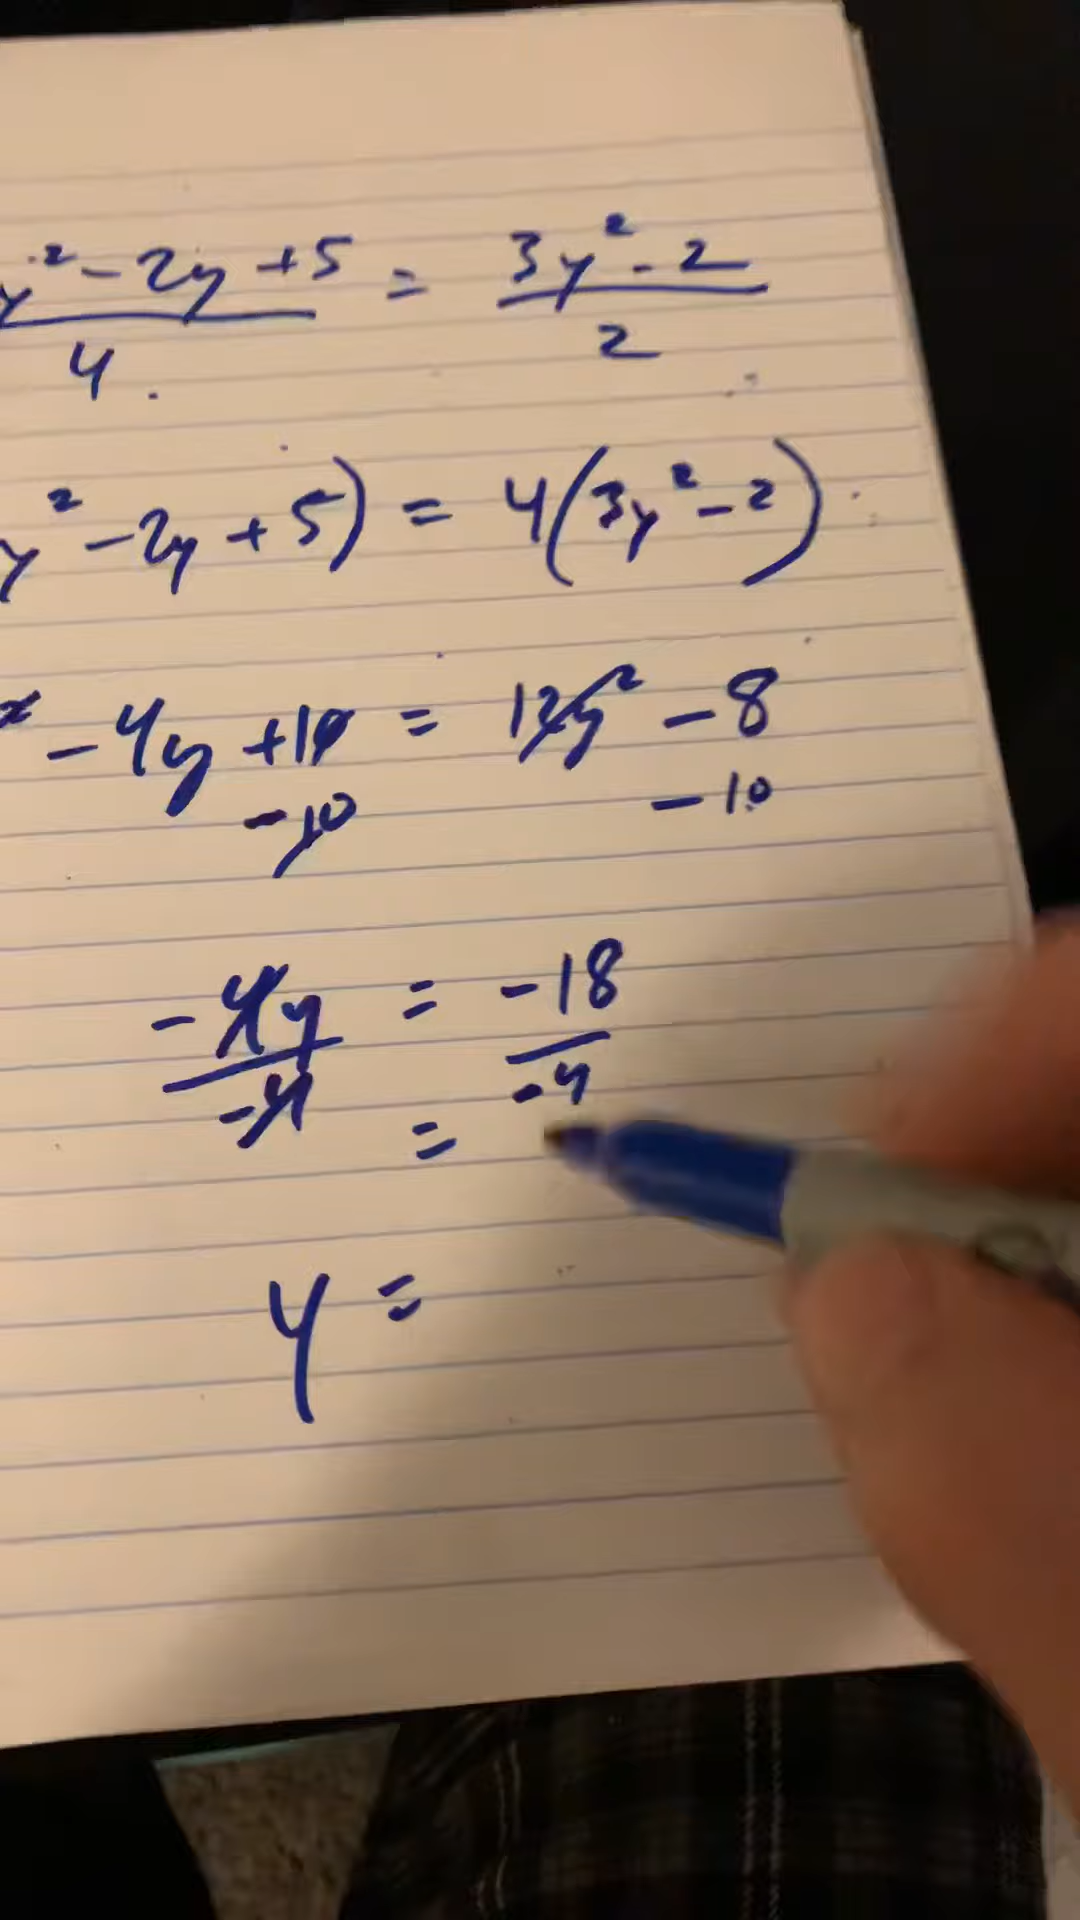 y² - 2y + 5 = 3y² - 2
4 2
y² - 2y + 5) = 4(3y² - 2)
- 4y + 10 = 12y² - 8
- 10 - 10
- 4y = - 18
- 4 - 4
=
y =